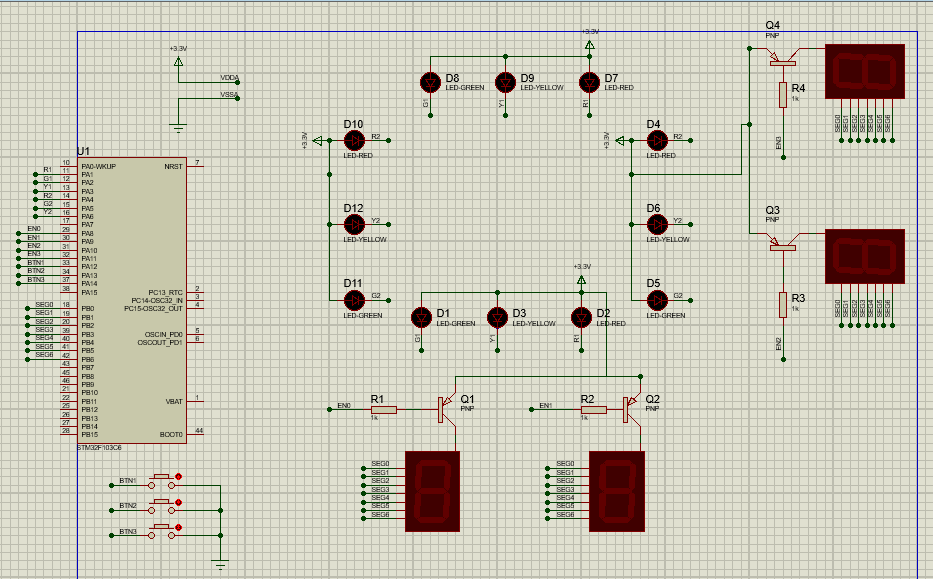 +3.3V
VDDA
VSSA
U1
10 PA0-WKUP NRST 7
R1 11 PA1
G1 12 PA2
Y1 13 PA3
R2 14 PA4
G2 15 PA5
Y2 16 PA6
17 PA7
EN0 29 PA8
EN1 30 PA9
EN2 31 PA10
EN3 32 PA11
BTN1 33 PA12
BTN2 34 PA13
BTN3 37 PA14
38 PA15
PC13_RTC 2
PC14-OSC32_IN 3
PC15-OSC32_OUT 4
SEG0 18 PB0
SEG1 19 PB1
SEG2 20 PB2
SEG3 39 PB3
SEG4 40 PB4
SEG5 41 PB5
SEG6 42 PB6
43 PB7
45 PB8
46 PB9
21 PB10
22 PB11
25 PB12
26 PB13
27 PB14
28 PB15
OSCIN_PD0 5
OSCOUT_PD1 6
VBAT 1
BOOT0 44
STM32F103C6
BTN1
BTN2
BTN3
+3.3V
D8
LED-GREEN
G1
D9
LED-YELLOW
Y1
D7
LED-RED
R1
+3.3V
D10
R2
LED-RED
D12
Y2
LED-YELLOW
D11
G2
LED-GREEN
+3.3V
D4
R2
LED-RED
D6
Y2
LED-YELLOW
D5
G2
LED-GREEN
+3.3V
D1
LED-GREEN
G1
D3
LED-YELLOW
Y1
D2
LED-RED
R1
EN0
R1
1k
Q1
PNP
EN1
R2
1k
Q2
PNP
SEG0
SEG1
SEG2
SEG3
SEG4
SEG5
SEG6
SEG0
SEG1
SEG2
SEG3
SEG4
SEG5
SEG6
Q4
PNP
R4
1k
EN3
SEG0
SEG1
SEG2
SEG3
SEG4
SEG5
SEG6
Q3
PNP
R3
1k
EN2
SEG0
SEG1
SEG2
SEG3
SEG4
SEG5
SEG6